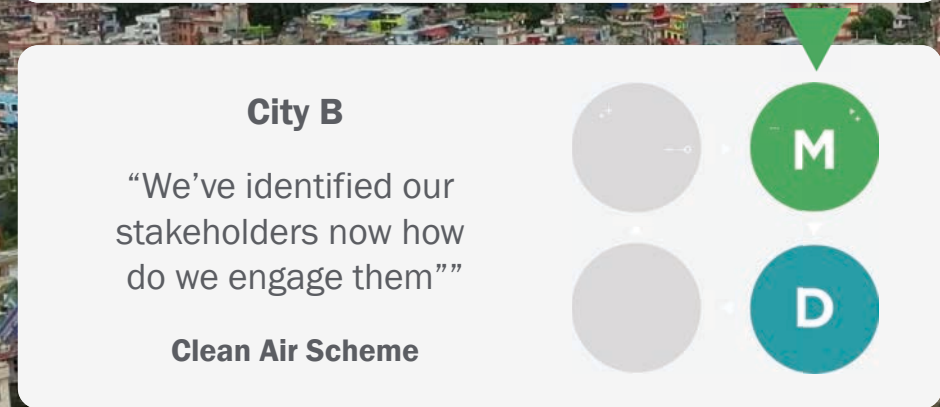 City B
“We’ve identified our
stakeholders now how
do we engage them””
Clean Air Scheme
M
D